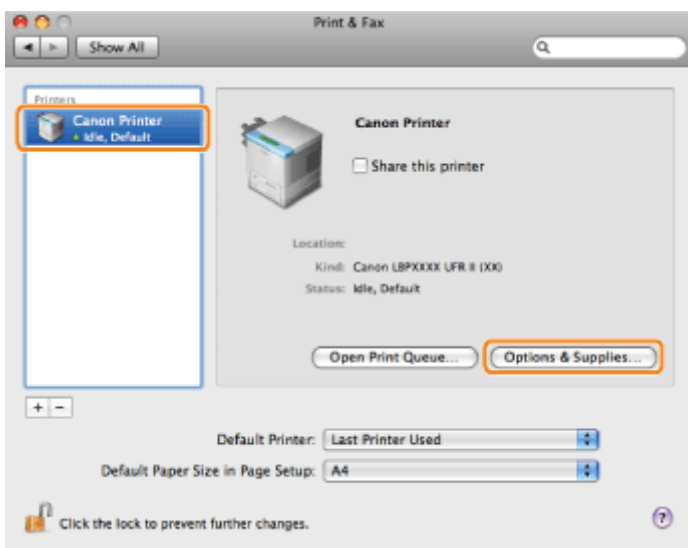 Print & Fax
Show All
Printers
Canon Printer
Idle, Default
Canon Printer
Share this printer
Location:
Kind: Canon LBPXXXX UFR II (XX)
Status: Idle, Default
Open Print Queue...
Options & Supplies...
+ -
Default Printer: Last Printer Used
Default Paper Size in Page Setup: A4
Click the lock to prevent further changes.
?